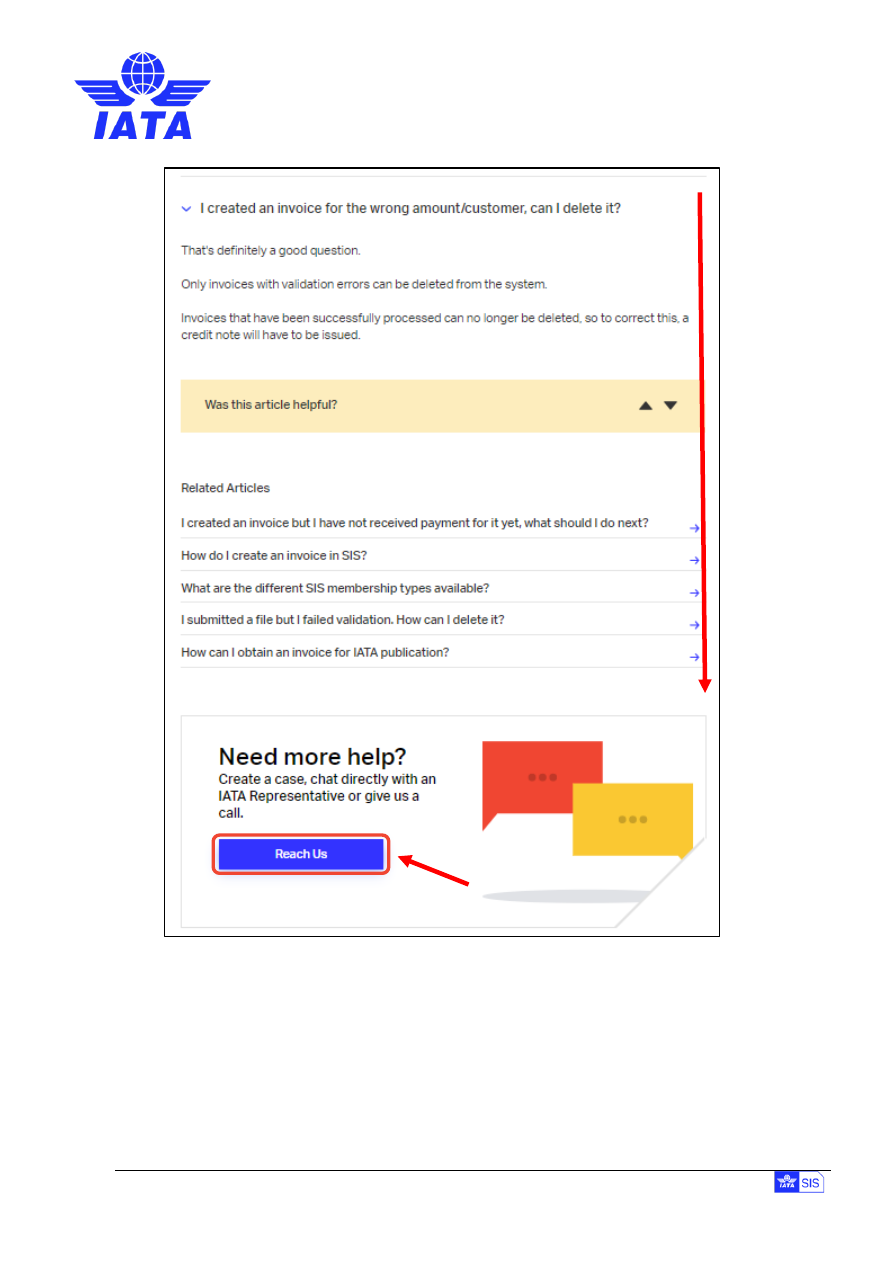 IATA
I created an invoice for the wrong amount/customer, can I delete it?
That's definitely a good question.
Only invoices with validation errors can be deleted from the system.
Invoices that have been successfully processed can no longer be deleted, so to correct this, a
credit note will have to be issued.
Was this article helpful?
Related Articles
I created an invoice but I have not received payment for it yet, what should I do next?
How do I create an invoice in SIS?
What are the different SIS membership types available?
I submitted a file but I failed validation. How can I delete it?
How can I obtain an invoice for IATA publication?
Need more help?
Create a case, chat directly with an
IATA Representative or give us a
call.
Reach Us
IATA SIS